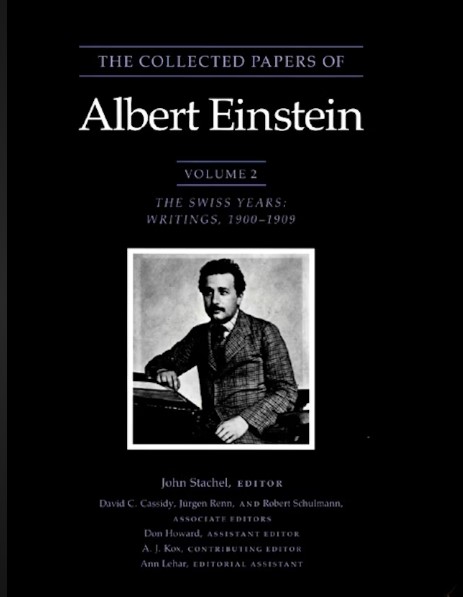 THE COLLECTED PAPERS OF
Albert Einstein
VOLUME 2
THE SWISS YEARS:
WRITINGS, 1900–1909
John Stachel, EDITOR
David C. Cassidy, Jürgen Renn, AND Robert Schulmann,
ASSOCIATE EDITORS
Don Howard, ASSISTANT EDITOR
A. J. Kox, CONTRIBUTING EDITOR
Ann Lehar, EDITORIAL ASSISTANT